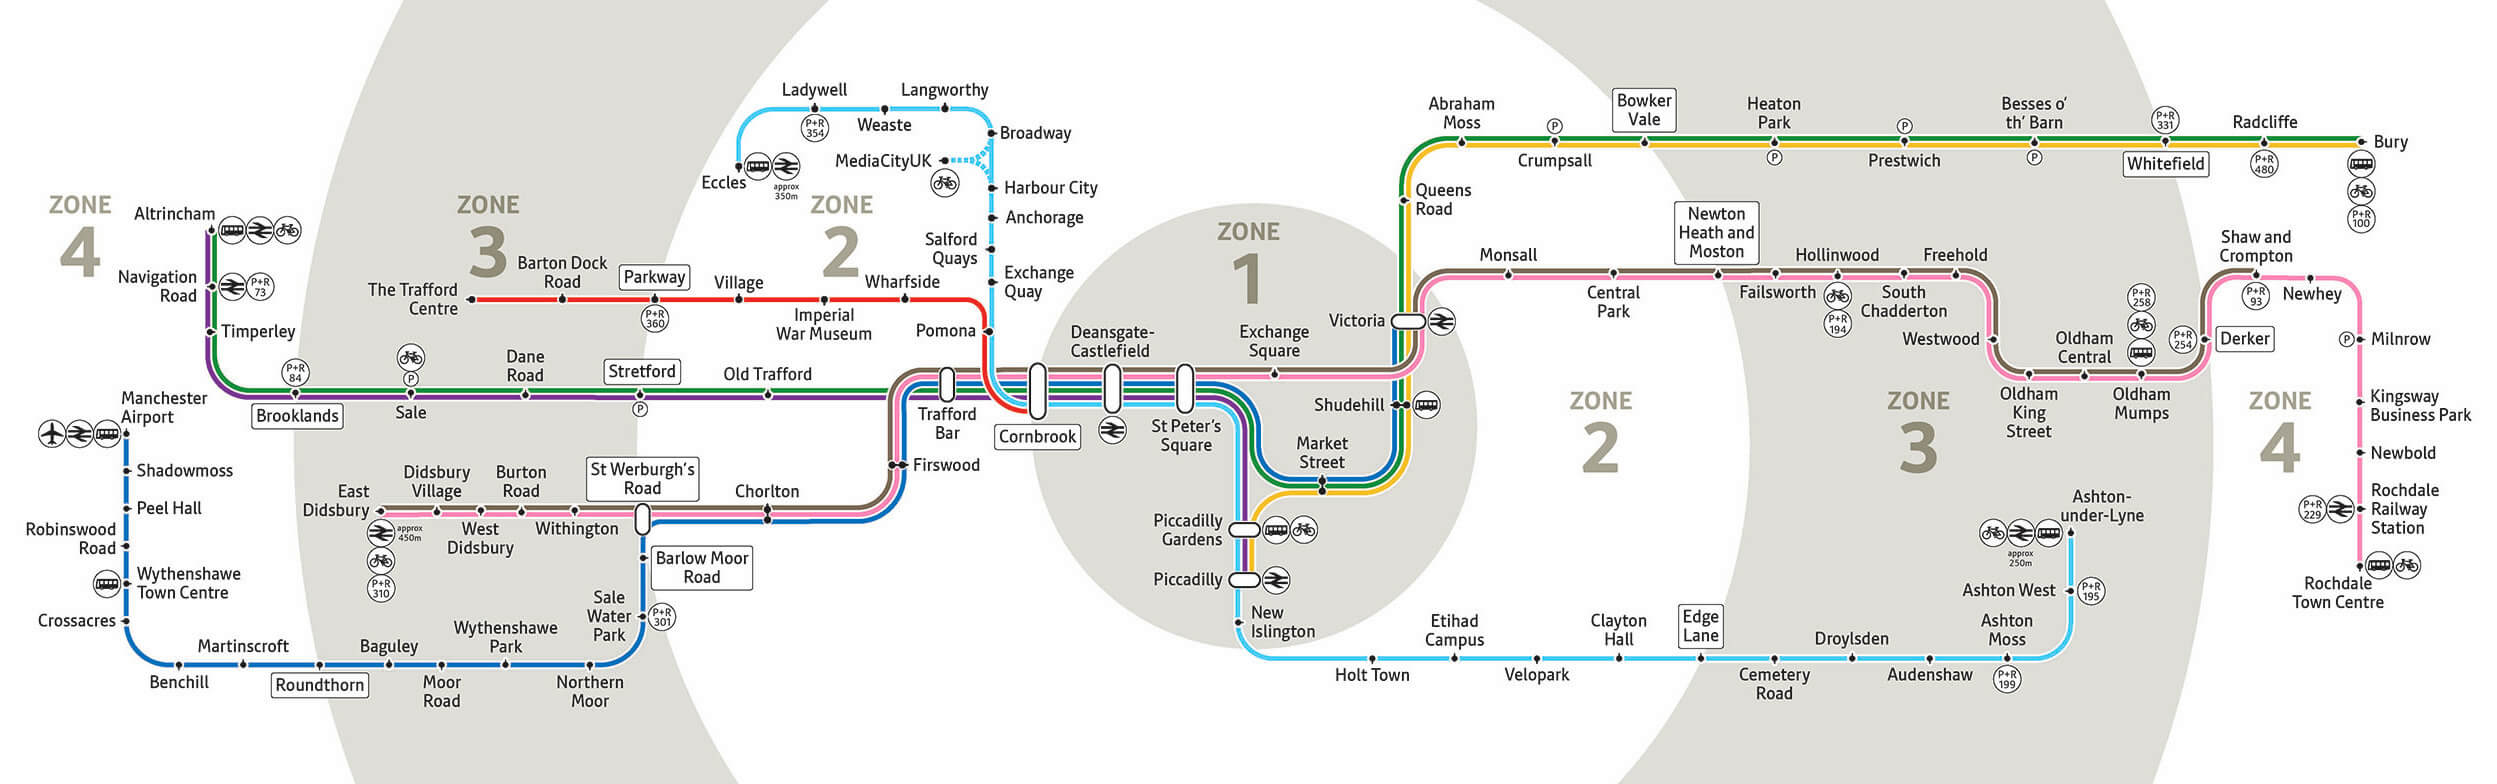 ZONE
4
ZONE
3
ZONE
2
ZONE
1
ZONE
2
ZONE
3
ZONE
4
Altrincham
Navigation
Road
P+R
73
Timperley
P+R
84
Brooklands
P
Sale
Dane
Road
Stretford
P
Old Trafford
Trafford
Bar
Cornbrook
Deansgate-
Castlefield
St Peter's
Square
Exchange
Square
Victoria
Shudehill
Market
Street
Piccadilly
Gardens
Piccadilly
New
Islington
Eccles
approx
350m
Ladywell
P+R
354
Weaste
Langworthy
Broadway
MediaCityUK
Harbour City
Anchorage
Salford
Quays
Exchange
Quay
Pomona
The Trafford
Centre
Barton Dock
Road
Parkway
P+R
360
Village
Imperial
War Museum
Wharfside
Manchester
Airport
Shadowmoss
Peel Hall
Robinswood
Road
Wythenshawe
Town Centre
Crossacres
Benchill
Martinscroft
Roundthorn
Baguley
Moor
Road
Wythenshawe
Park
Northern
Moor
Sale
Water
Park
P+R
301
Barlow Moor
Road
St Werburgh's
Road
East
Didsbury
approx
450m
P+R
310
Didsbury
Village
West
Didsbury
Burton
Road
Withington
Chorlton
Firswood
Queens
Road
Abraham
Moss
P
Crumpsall
Bowker
Vale
Heaton
Park
P
P
Prestwich
Besses o'
th' Barn
P
P+R
331
Whitefield
Radcliffe
P+R
480
Bury
P+R
100
Monsall
Central
Park
Newton
Heath and
Moston
Failsworth
Hollinwood
P+R
194
South
Chadderton
Freehold
Westwood
Oldham
King
Street
Oldham
Central
P+R
258
Oldham
Mumps
P+R
254
Derker
Shaw and
Crompton
P+R
93
Newhey
P
Milnrow
Kingsway
Business Park
Newbold
P+R
229
Rochdale
Railway
Station
Rochdale
Town Centre
Holt Town
Etihad
Campus
Velopark
Clayton
Hall
Edge
Lane
Cemetery
Road
Droylsden
Audenshaw
Ashton
Moss
P+R
199
Ashton West
P+R
195
Ashton-
under-Lyne
approx
250m